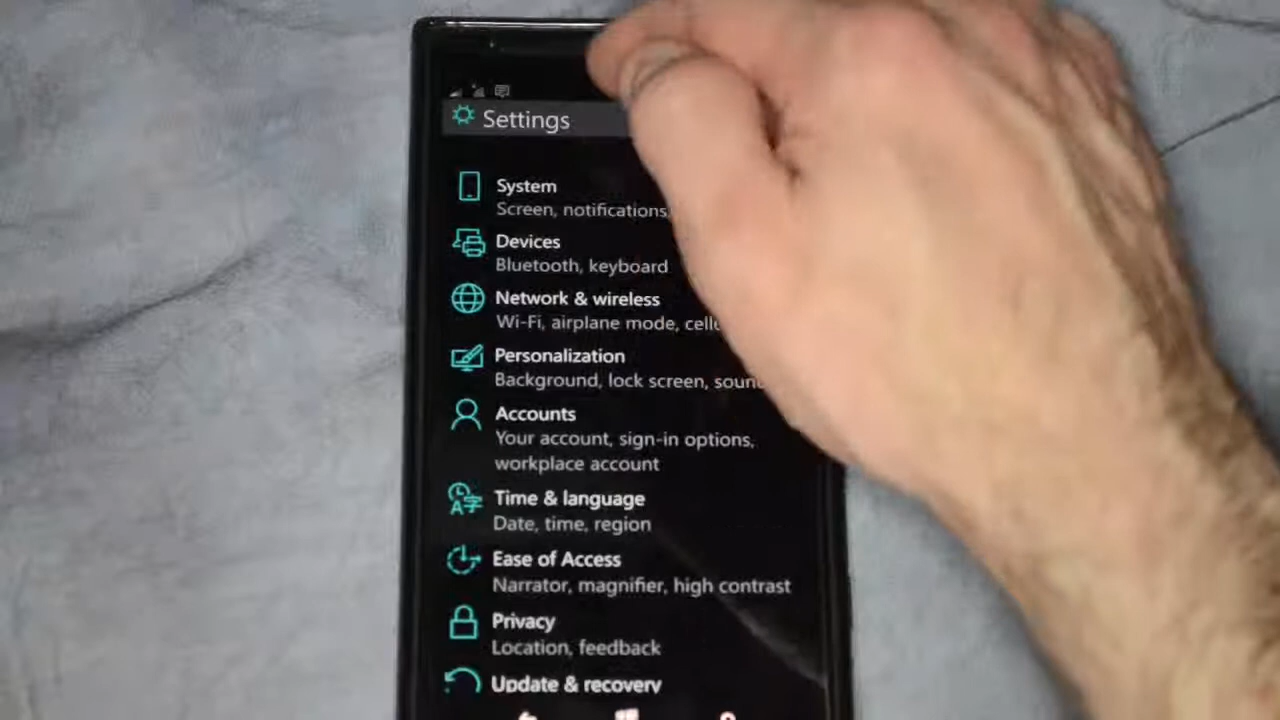 Settings
System
Screen, notifications,
Devices
Bluetooth, keyboard
Network & wireless
Wi-Fi, airplane mode,
Personalization
Background, lock screen,
Accounts
Your account, sign-in options,
workplace account
Time & language
Date, time, region
Ease of Access
Narrator, magnifier, high contrast
Privacy
Location, feedback
Update & recovery